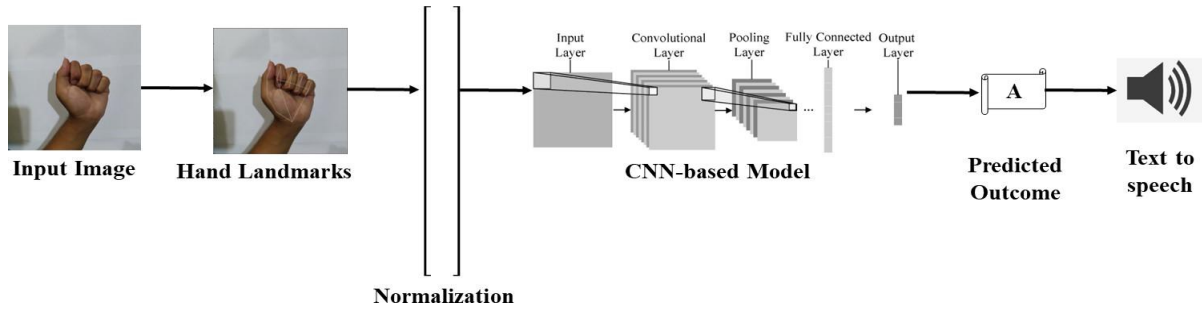 Input Image
Hand Landmarks
Normalization
Input
Layer
Convolutional
Layer
Pooling
Layer
Fully Connected
Layer
Output
Layer
...
CNN-based Model
A
Predicted
Outcome
Text to
speech